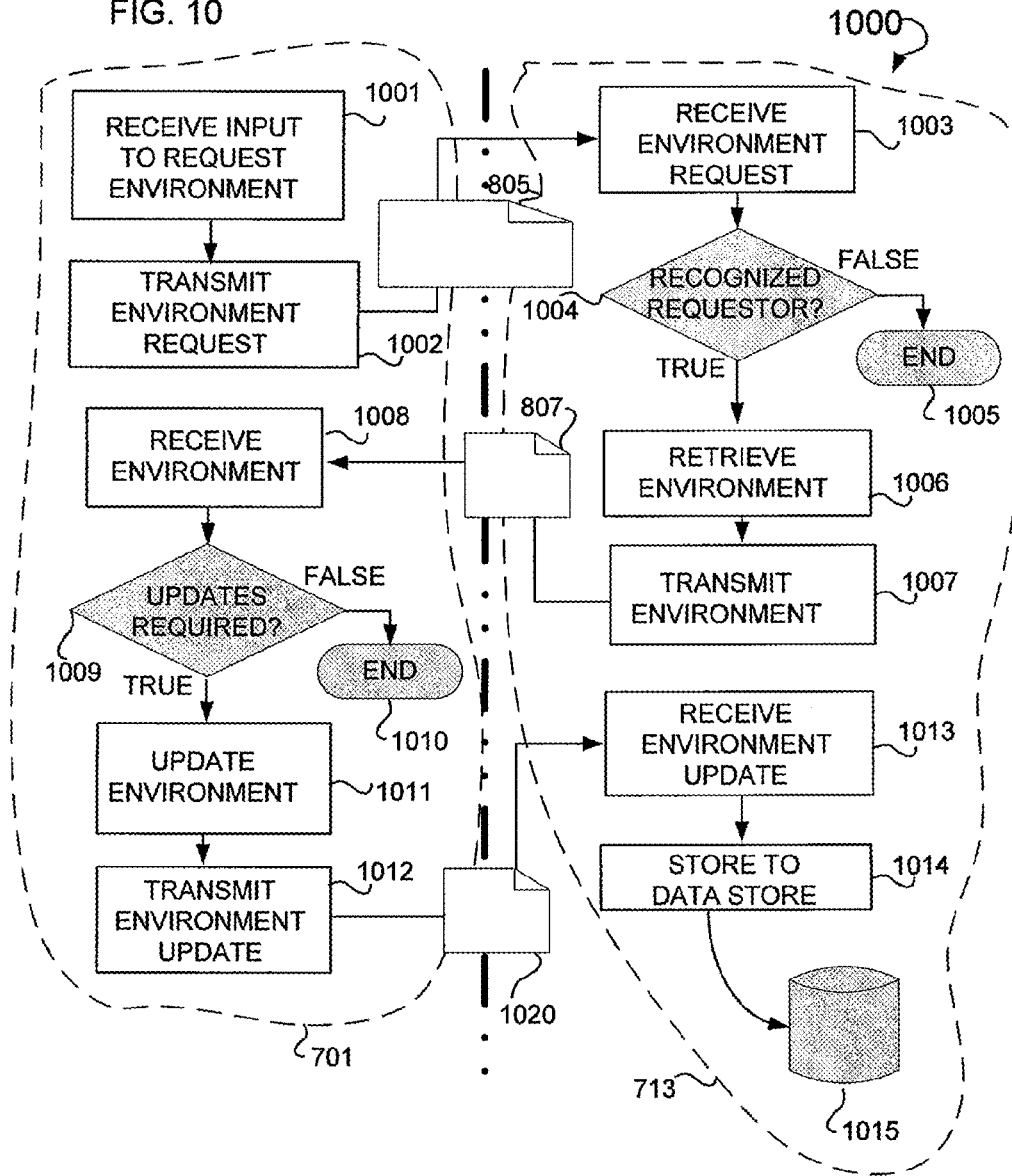 FIG. 10
1000
1001
RECEIVE INPUT
TO REQUEST
ENVIRONMENT
TRANSMIT
ENVIRONMENT
REQUEST
1002
805
RECEIVE
ENVIRONMENT
REQUEST
1003
RECOGNIZED
REQUESTOR?
1004
FALSE
END
1005
TRUE
1008
RECEIVE
ENVIRONMENT
807
RETRIEVE
ENVIRONMENT
1006
TRANSMIT
ENVIRONMENT
1007
UPDATES
REQUIRED?
1009
FALSE
END
1010
TRUE
UPDATE
ENVIRONMENT
1011
TRANSMIT
ENVIRONMENT
UPDATE
1012
1020
RECEIVE
ENVIRONMENT
UPDATE
1013
STORE TO
DATA STORE
1014
701
713
1015